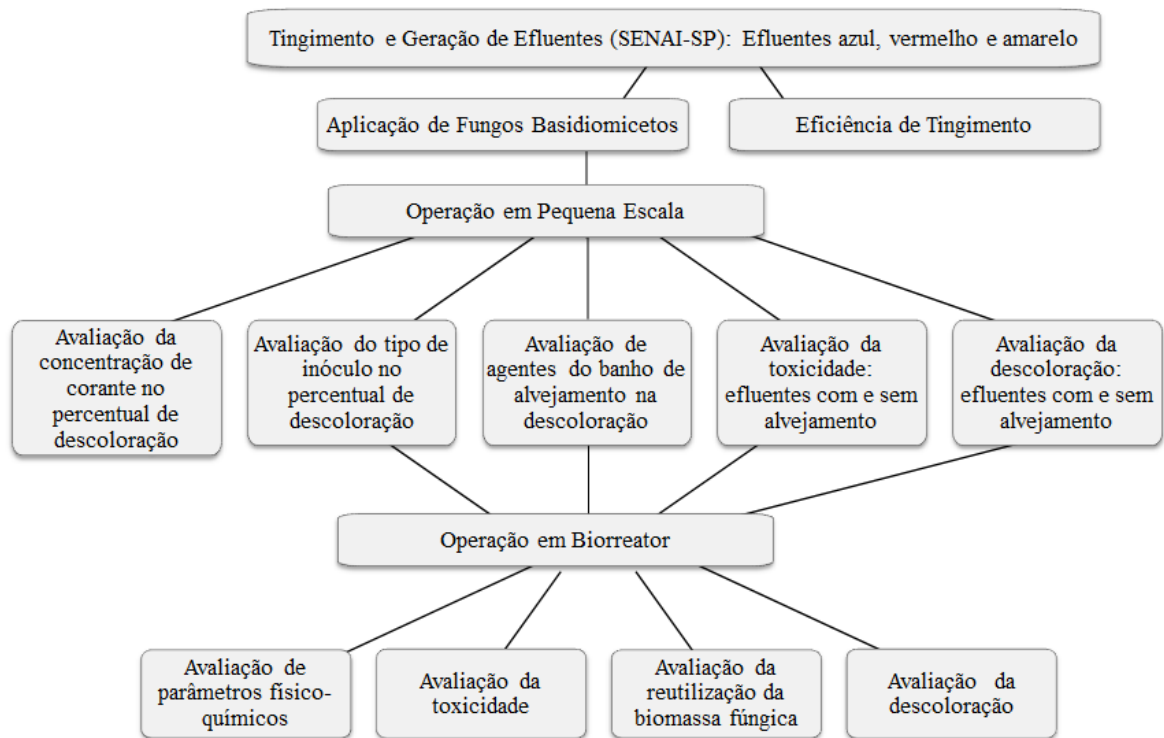 Tingimento e Geração de Efluentes (SENAI-SP): Efluentes azul, vermelho e amarelo
Aplicação de Fungos Basidiomicetos
Eficiência de Tingimento
Operação em Pequena Escala
Avaliação da
concentração de
corante no
percentual de
descoloração
Avaliação do tipo de
inóculo no
percentual de
descoloração
Avaliação de
agentes do banho de
alvejamento na
descoloração
Avaliação da
toxicidade:
efluentes com e sem
alvejamento
Avaliação da
descoloração:
efluentes com e sem
alvejamento
Operação em Biorreator
Avaliação de
parâmetros físico-
químicos
Avaliação da
toxicidade
Avaliação da
reutilização da
biomassa fúngica
Avaliação da
descoloração